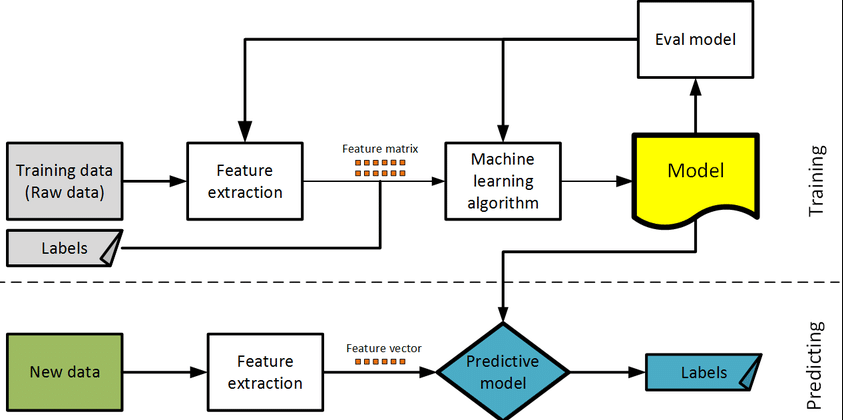 Eval model
Training data
(Raw data)
Feature
extraction
Feature matrix
Machine
learning
algorithm
Model
Training
Labels
New data
Feature
extraction
Feature vector
Predictive
model
Labels
Predicting